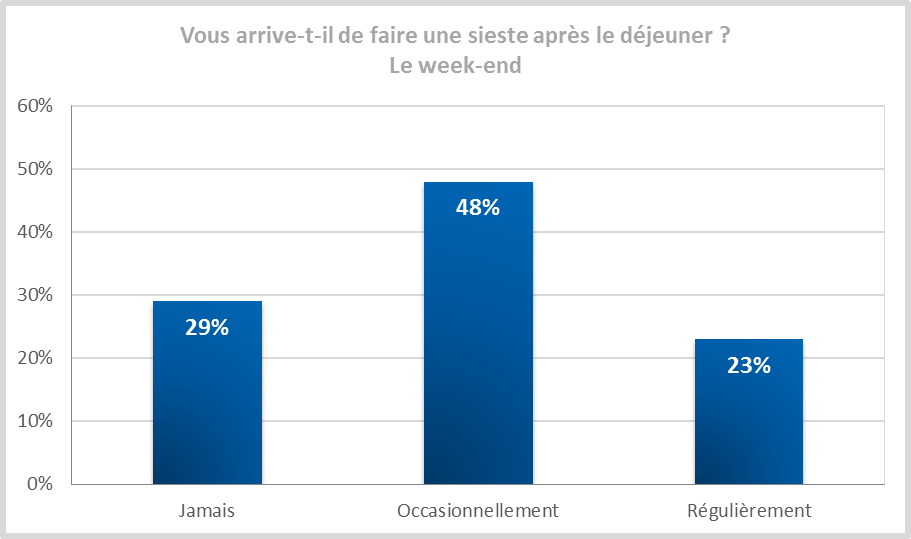 Vous arrive-t-il de faire une sieste après le déjeuner ?
Le week-end
60%
50%
40%
30%
20%
10%
0%
29%
48%
23%
Jamais
Occasionnellement
Régulièrement